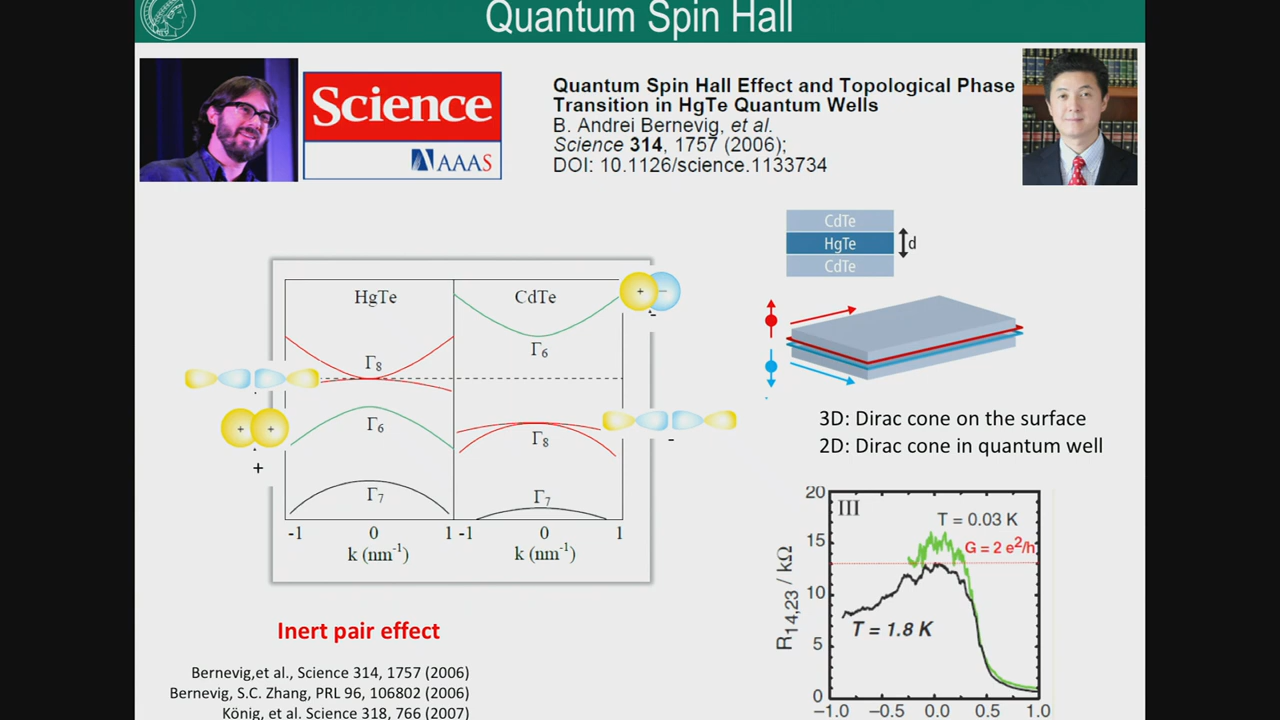 Quantum Spin Hall
Science
AAAS
Quantum Spin Hall Effect and Topological Phase
Transition in HgTe Quantum Wells
B. Andrei Bernevig, et al.
Science 314, 1757 (2006);
DOI: 10.1126/science.1133734
CdTe
HgTe
d
CdTe
HgTe
CdTe
+ −
-
Γ8
Γ6
Γ6
Γ8
-
-
+ +
+
Γ7
Γ7
-1 0 1 -1 0 1
k (nm-1)
k (nm-1)
3D: Dirac cone on the surface
2D: Dirac cone in quantum well
20
15
10
5
0
III
T = 0.03 K
G = 2 e2/h
T = 1.8 K
R14,23 / kΩ
−1.0 −0.5 0.0 0.5 1.0
Inert pair effect
Bernevig,et al., Science 314, 1757 (2006)
Bernevig, S.C. Zhang, PRL 96, 106802 (2006)
König, et al. Science 318, 766 (2007)